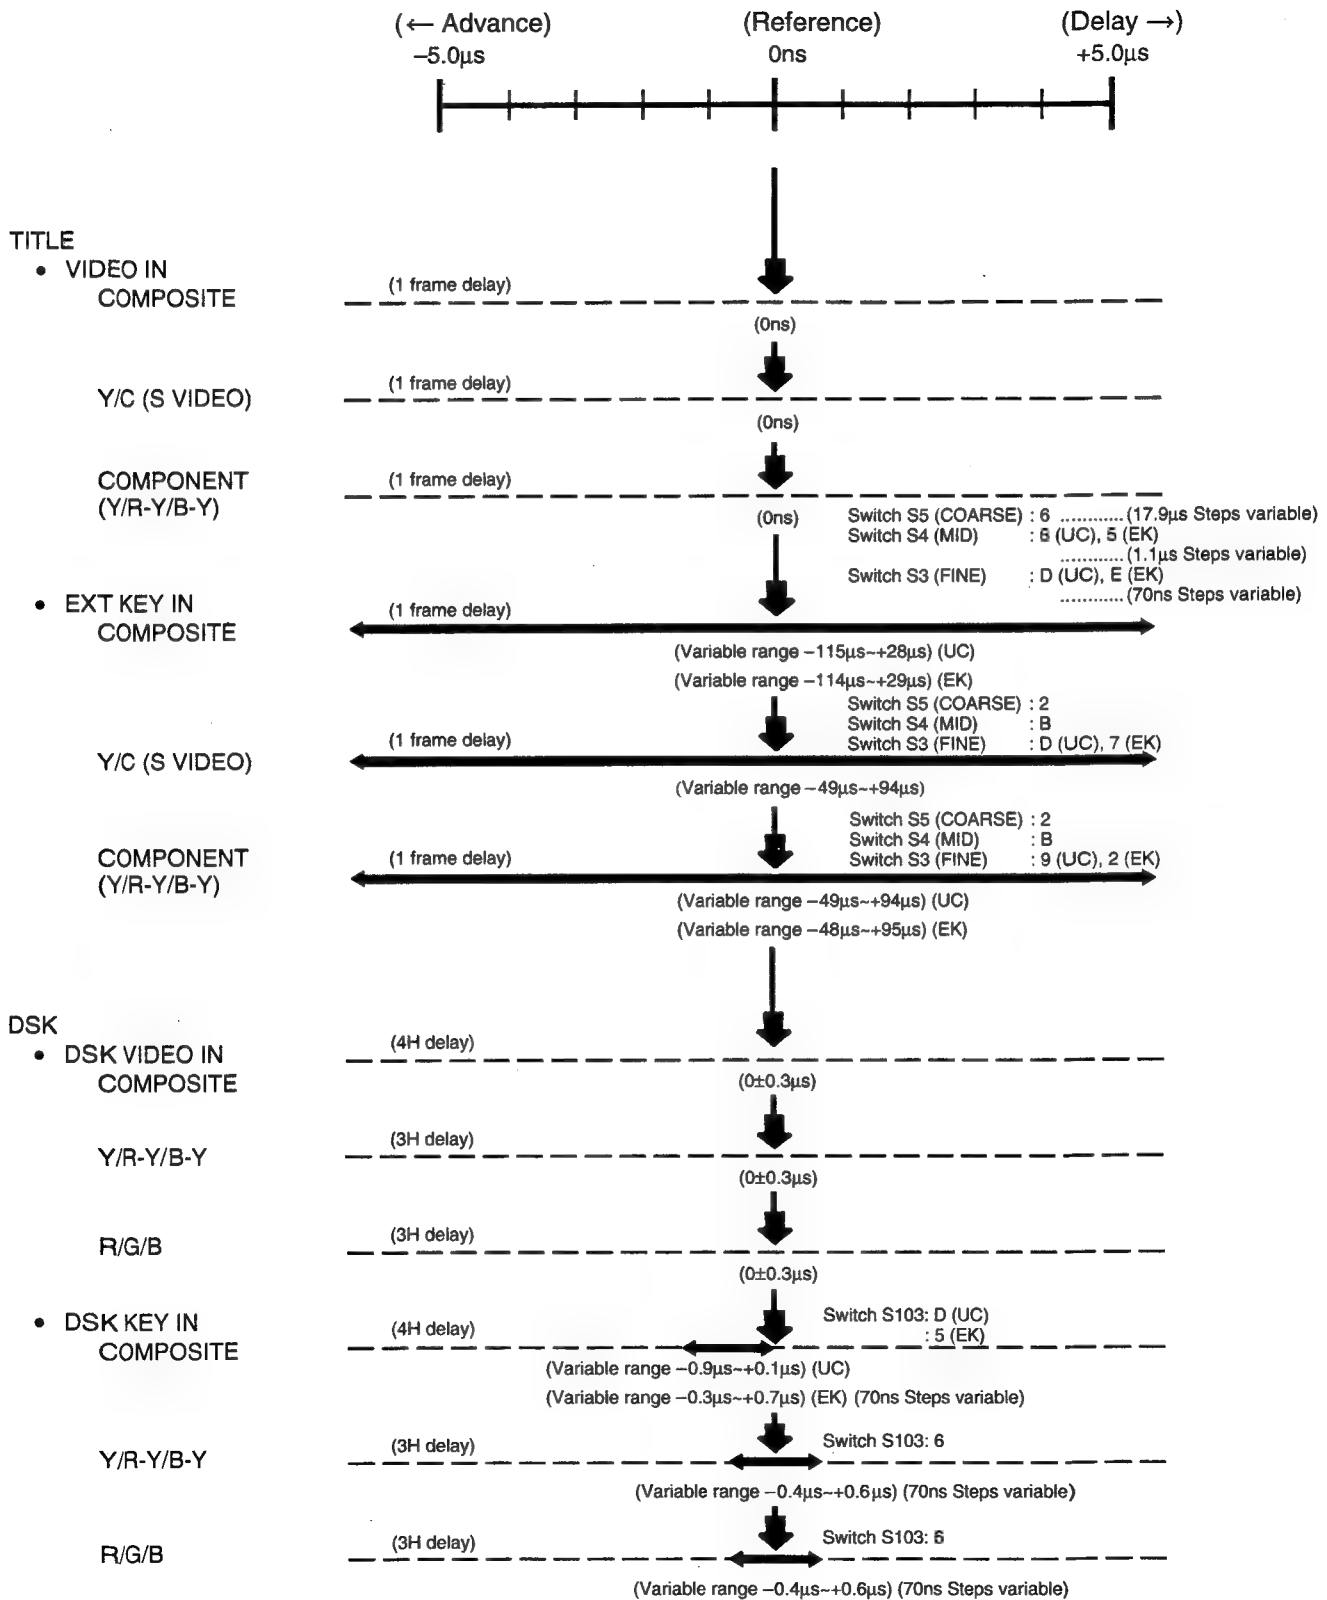 (← Advance) (Reference) (Delay →)
−5.0μs 0ns +5.0μs
TITLE
• VIDEO IN
COMPOSITE (1 frame delay)
(0ns)
Y/C (S VIDEO) (1 frame delay)
(0ns)
COMPONENT (1 frame delay)
(Y/R-Y/B-Y)
(0ns) Switch S5 (COARSE) : 6 ............ (17.9μs Steps variable)
Switch S4 (MID) : 6 (UC), 5 (EK)
............ (1.1μs Steps variable)
Switch S3 (FINE) : D (UC), E (EK)
............ (70ns Steps variable)
• EXT KEY IN
COMPOSITE (1 frame delay)
(Variable range −115μs~+28μs) (UC)
(Variable range −114μs~+29μs) (EK)
Switch S5 (COARSE) : 2
Switch S4 (MID) : B
Switch S3 (FINE) : D (UC), 7 (EK)
Y/C (S VIDEO) (1 frame delay)
(Variable range −49μs~+94μs)
Switch S5 (COARSE) : 2
Switch S4 (MID) : B
Switch S3 (FINE) : 9 (UC), 2 (EK)
COMPONENT (1 frame delay)
(Y/R-Y/B-Y)
(Variable range −49μs~+94μs) (UC)
(Variable range −48μs~+95μs) (EK)
DSK
• DSK VIDEO IN (4H delay)
COMPOSITE
(0±0.3μs)
Y/R-Y/B-Y (3H delay)
(0±0.3μs)
R/G/B (3H delay)
(0±0.3μs)
• DSK KEY IN Switch S103: D (UC)
COMPOSITE (4H delay) : 5 (EK)
(Variable range −0.9μs~+0.1μs) (UC)
(Variable range −0.3μs~+0.7μs) (EK) (70ns Steps variable)
Y/R-Y/B-Y (3H delay) Switch S103: 6
(Variable range −0.4μs~+0.6μs) (70ns Steps variable)
R/G/B (3H delay) Switch S103: 6
(Variable range −0.4μs~+0.6μs) (70ns Steps variable)